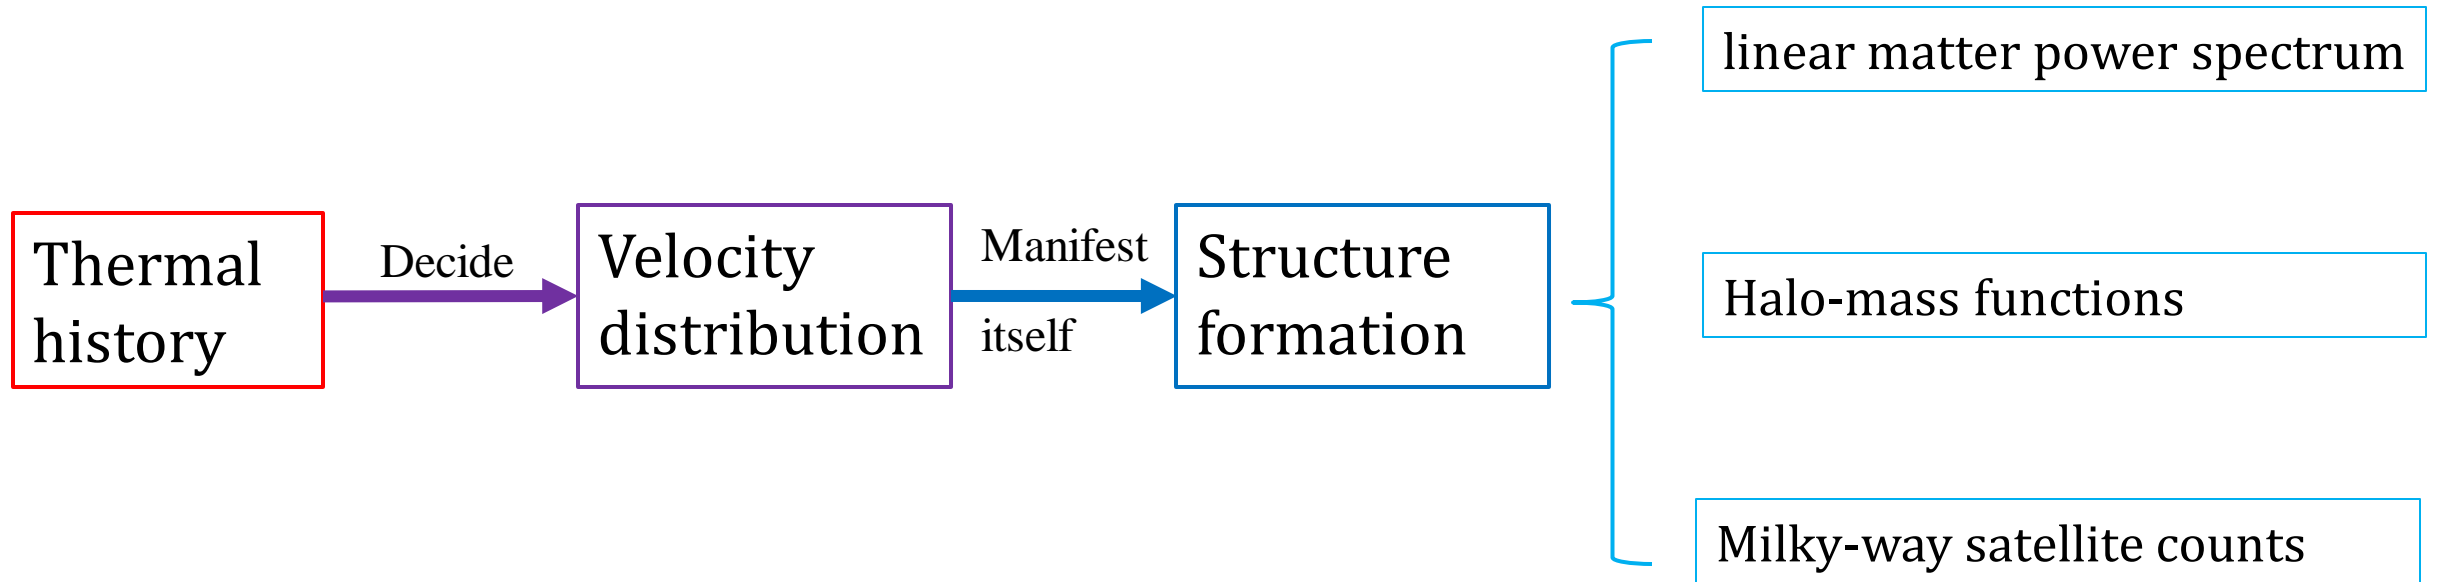 Thermal
history
Decide
Velocity
distribution
Manifest
itself
Structure
formation
linear matter power spectrum
Halo-mass functions
Milky-way satellite counts